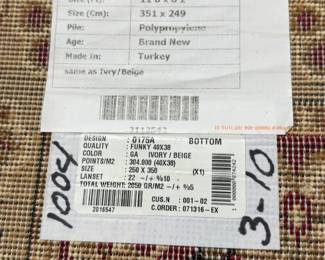 Size (Cm): 351 x 249
Pile: Polypropylene
Age: Brand New
Made in: Turkey
same as Ivry/Beige
DESIGN : 0175A BOTTOM
QUALITY : FUNKY 40X38
COLOR : GA IVORY / BEIGE
POINTS/M2 : 304.000 (40X38)
SIZE : 250 X 350 (X1)
LANSET : 22 -/+ %10
TOTAL WEIGHT: 2050 GR/M2 -/+ %5
CUS.N : 001-02
C.ORDER : 071316-EX
2016547
1004
3-10